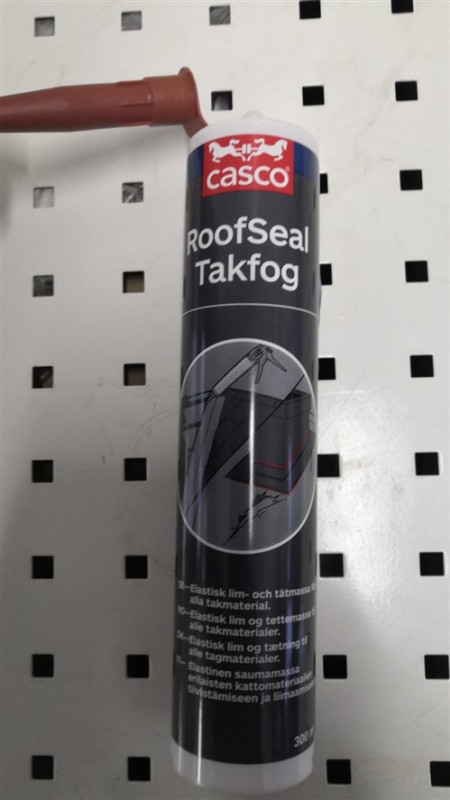 casco
RoofSeal
Takfog
SE–Elastisk lim- och tätmassa
alla takmaterial.
NO–Elastisk lim og tettemasse
alle takmaterialer.
DK–Elastisk lim og tætning til
alle tagmaterialer.
FI–Elastinen saumamassa
erilaisten kattomateriaalien
tiivistämiseen ja liimaamiseen
300